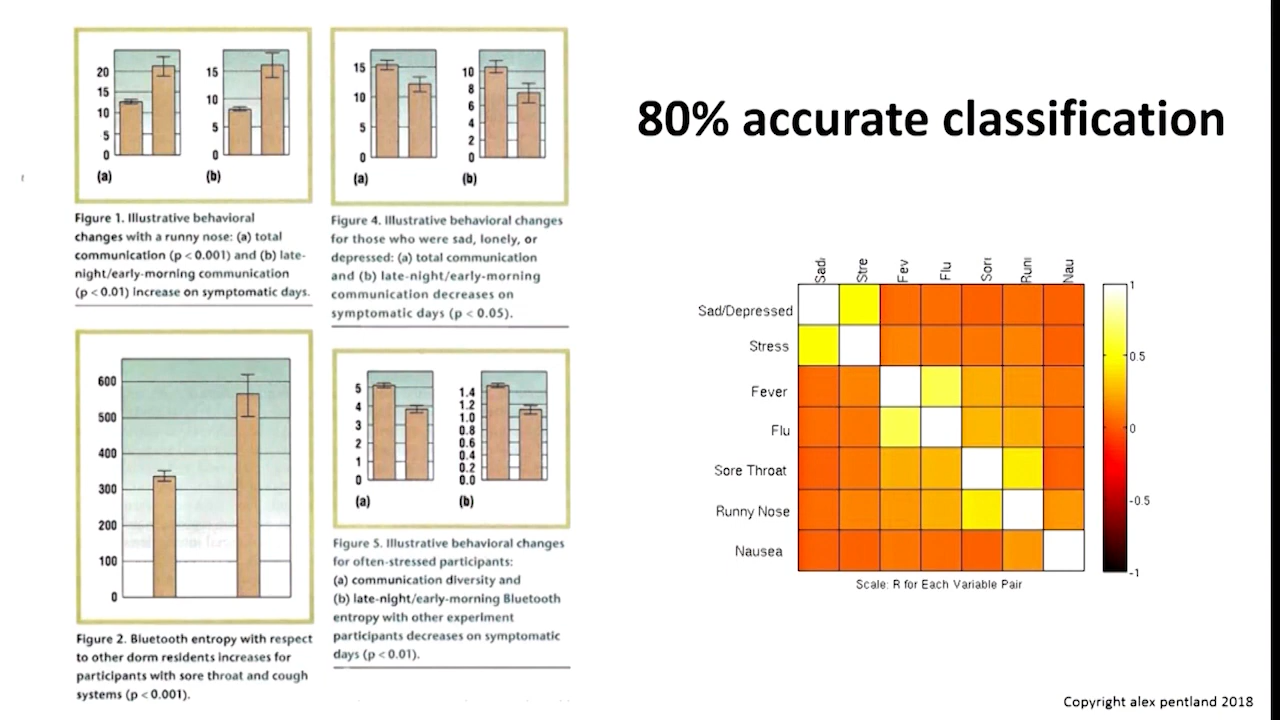 80% accurate classification
20
15
10
5
0
(a)
15
10
5
0
(b)
Figure 1. Illustrative behavioral
changes with a runny nose: (a) total
communication (p < 0.001) and (b) late-
night/early-morning communication
(p < 0.01) increase on symptomatic days.
600
500
400
300
200
100
0
Figure 2. Bluetooth entropy with respect
to other dorm residents increases for
participants with sore throat and cough
systems (p < 0.001).
15
10
5
0
(a)
10
8
6
4
2
0
(b)
Figure 4. Illustrative behavioral changes
for those who were sad, lonely, or
depressed: (a) total communication
and (b) late-night/early-morning
communication decreases on
symptomatic days (p < 0.05).
5
4
3
2
1
0
(a)
1.4
1.2
1.0
0.8
0.6
0.4
0.2
0.0
(b)
Figure 5. Illustrative behavioral changes
for often-stressed participants:
(a) communication diversity and
(b) late-night/early-morning Bluetooth
entropy with other experiment
participants decreases on symptomatic
days (p < 0.01).
Sad/ Stre Fev Flu Sore Runn Nau
Sad/Depressed
Stress
Fever
Flu
Sore Throat
Runny Nose
Nausea
1
0.5
0
-0.5
-1
Scale: R for Each Variable Pair
Copyright alex pentland 2018